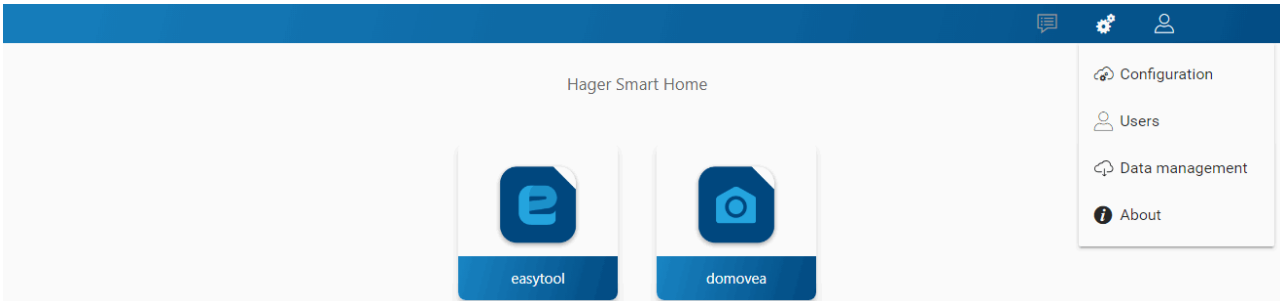 Hager Smart Home
Configuration
Users
Data management
About
easytool
domovea